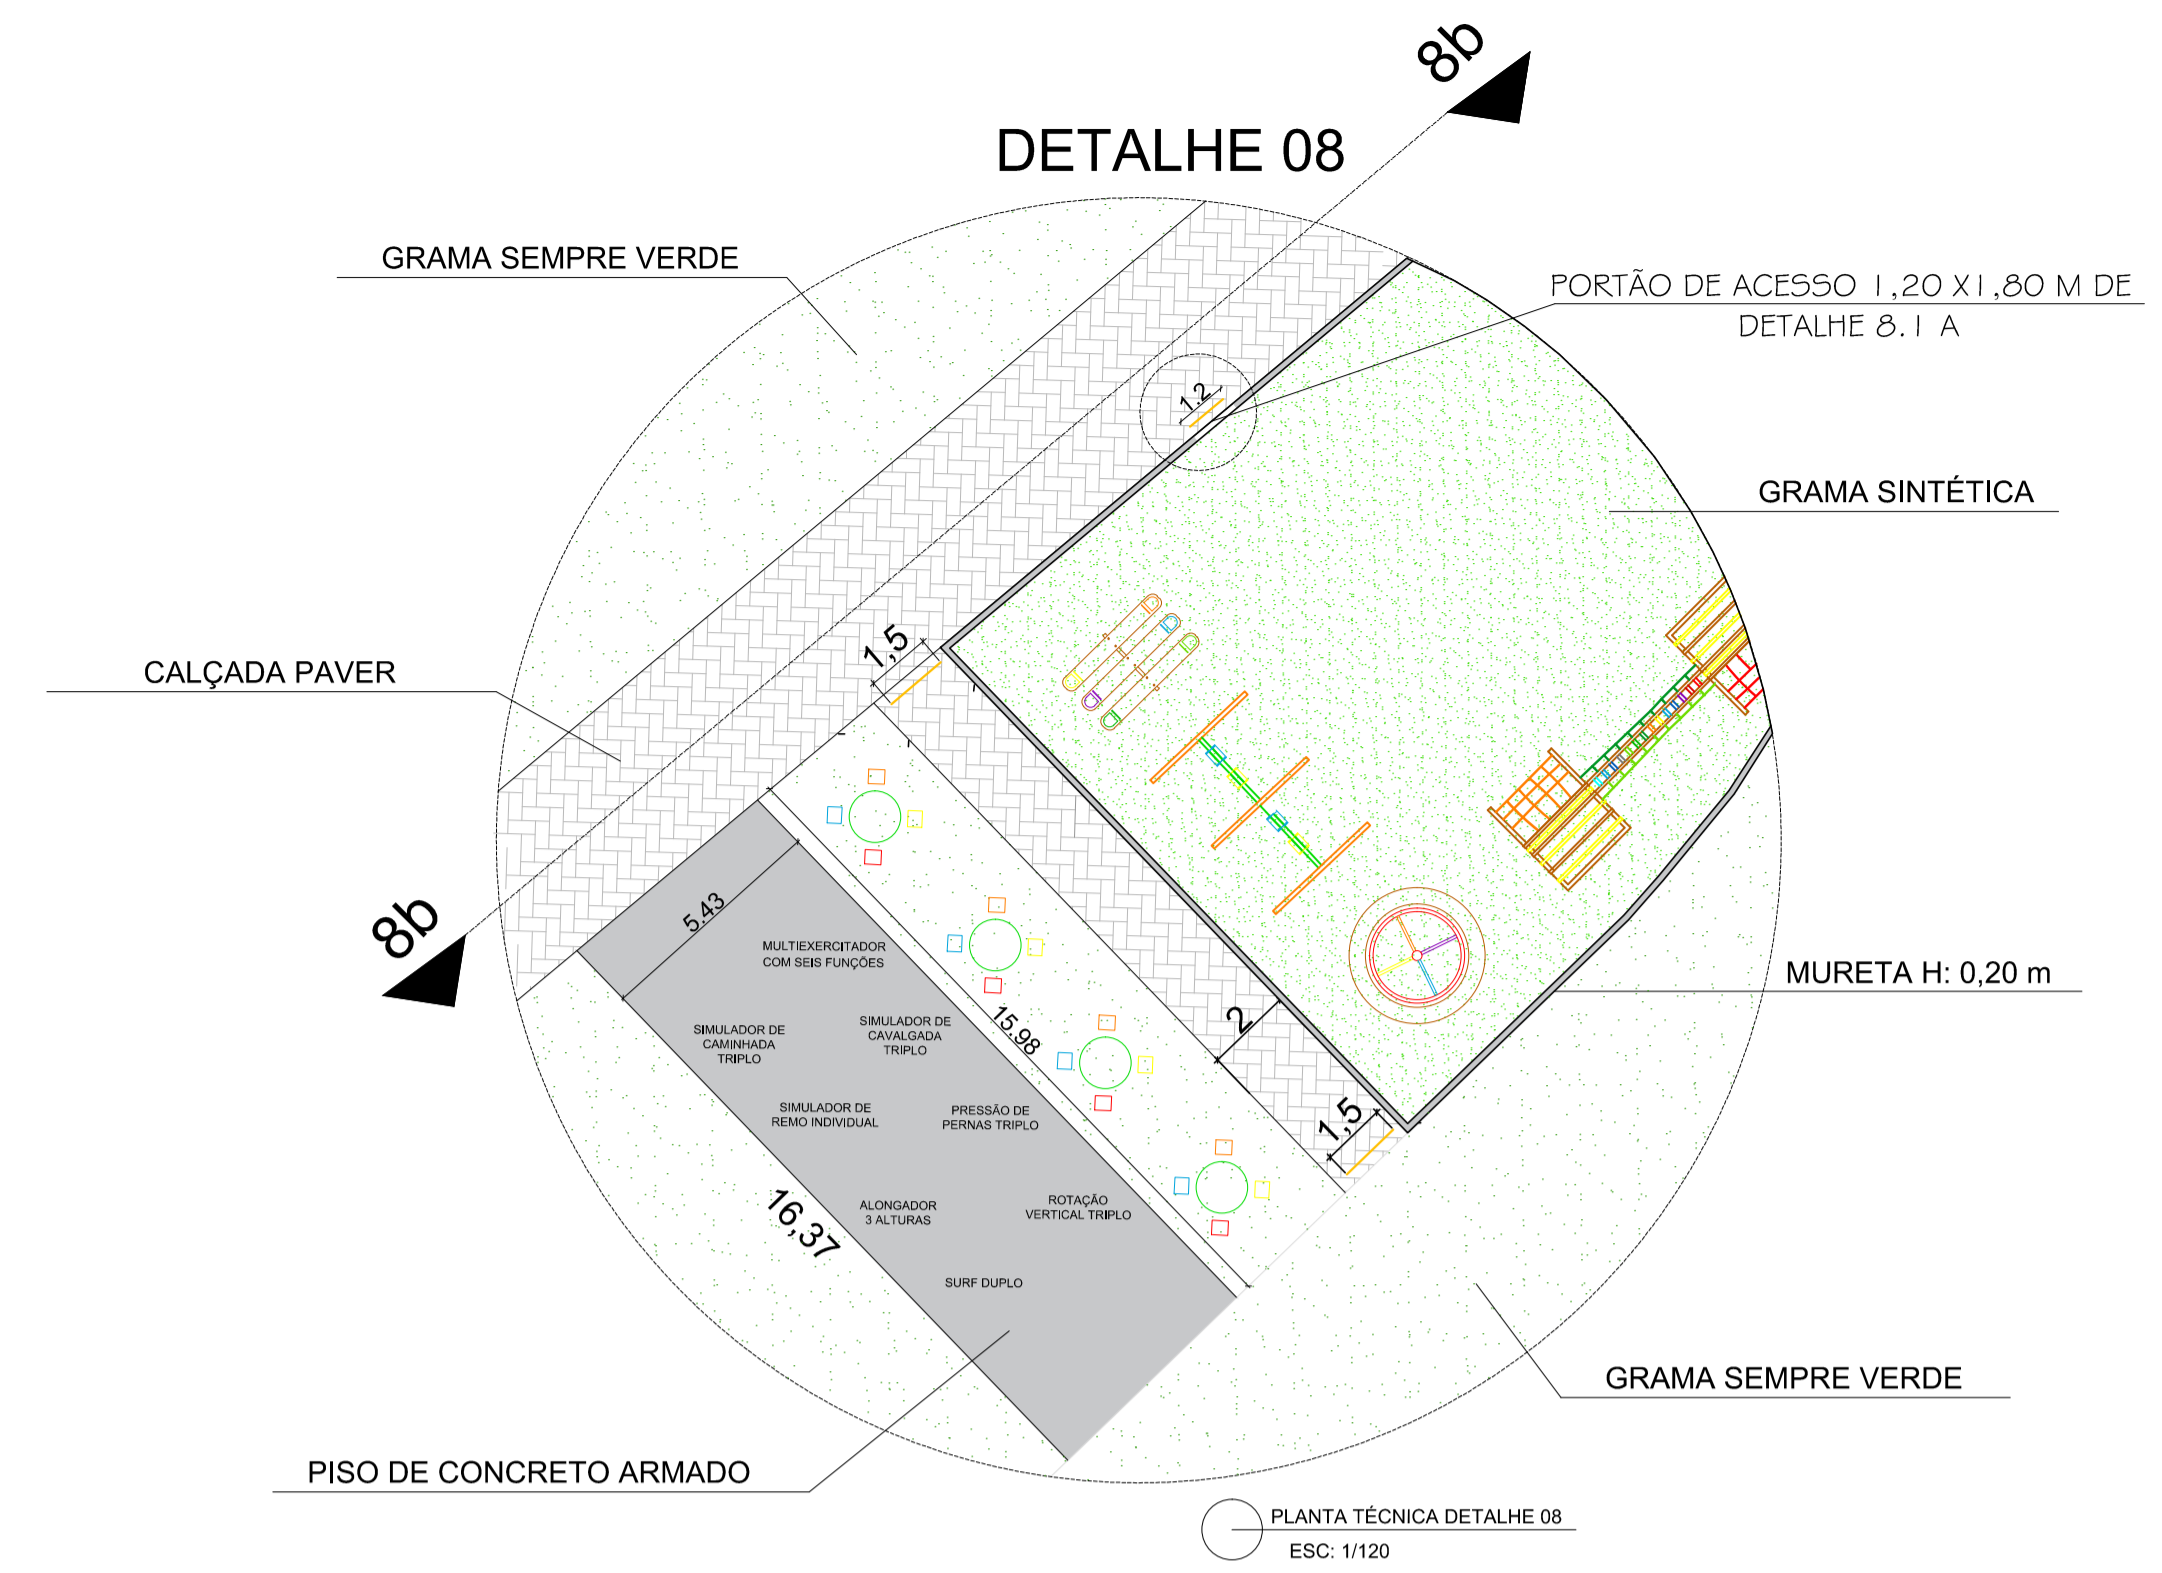 8b
DETALHE 08
GRAMA SEMPRE VERDE
PORTÃO DE ACESSO 1,20 X1,80 M DE
DETALHE 8.1 A
1.2
GRAMA SINTÉTICA
1,5
CALÇADA PAVER
8b
5.43
MULTIEXERCITADOR
COM SEIS FUNÇÕES
MURETA H: 0,20 m
SIMULADOR DE
CAMINHADA
TRIPLO
SIMULADOR DE
CAVALGADA
TRIPLO
15.98
2
SIMULADOR DE
REMO INDIVIDUAL
PRESSÃO DE
PERNAS TRIPLO
1,5
16,37
ALONGADOR
3 ALTURAS
ROTAÇÃO
VERTICAL TRIPLO
SURF DUPLO
GRAMA SEMPRE VERDE
PISO DE CONCRETO ARMADO
PLANTA TÉCNICA DETALHE 08
ESC: 1/120